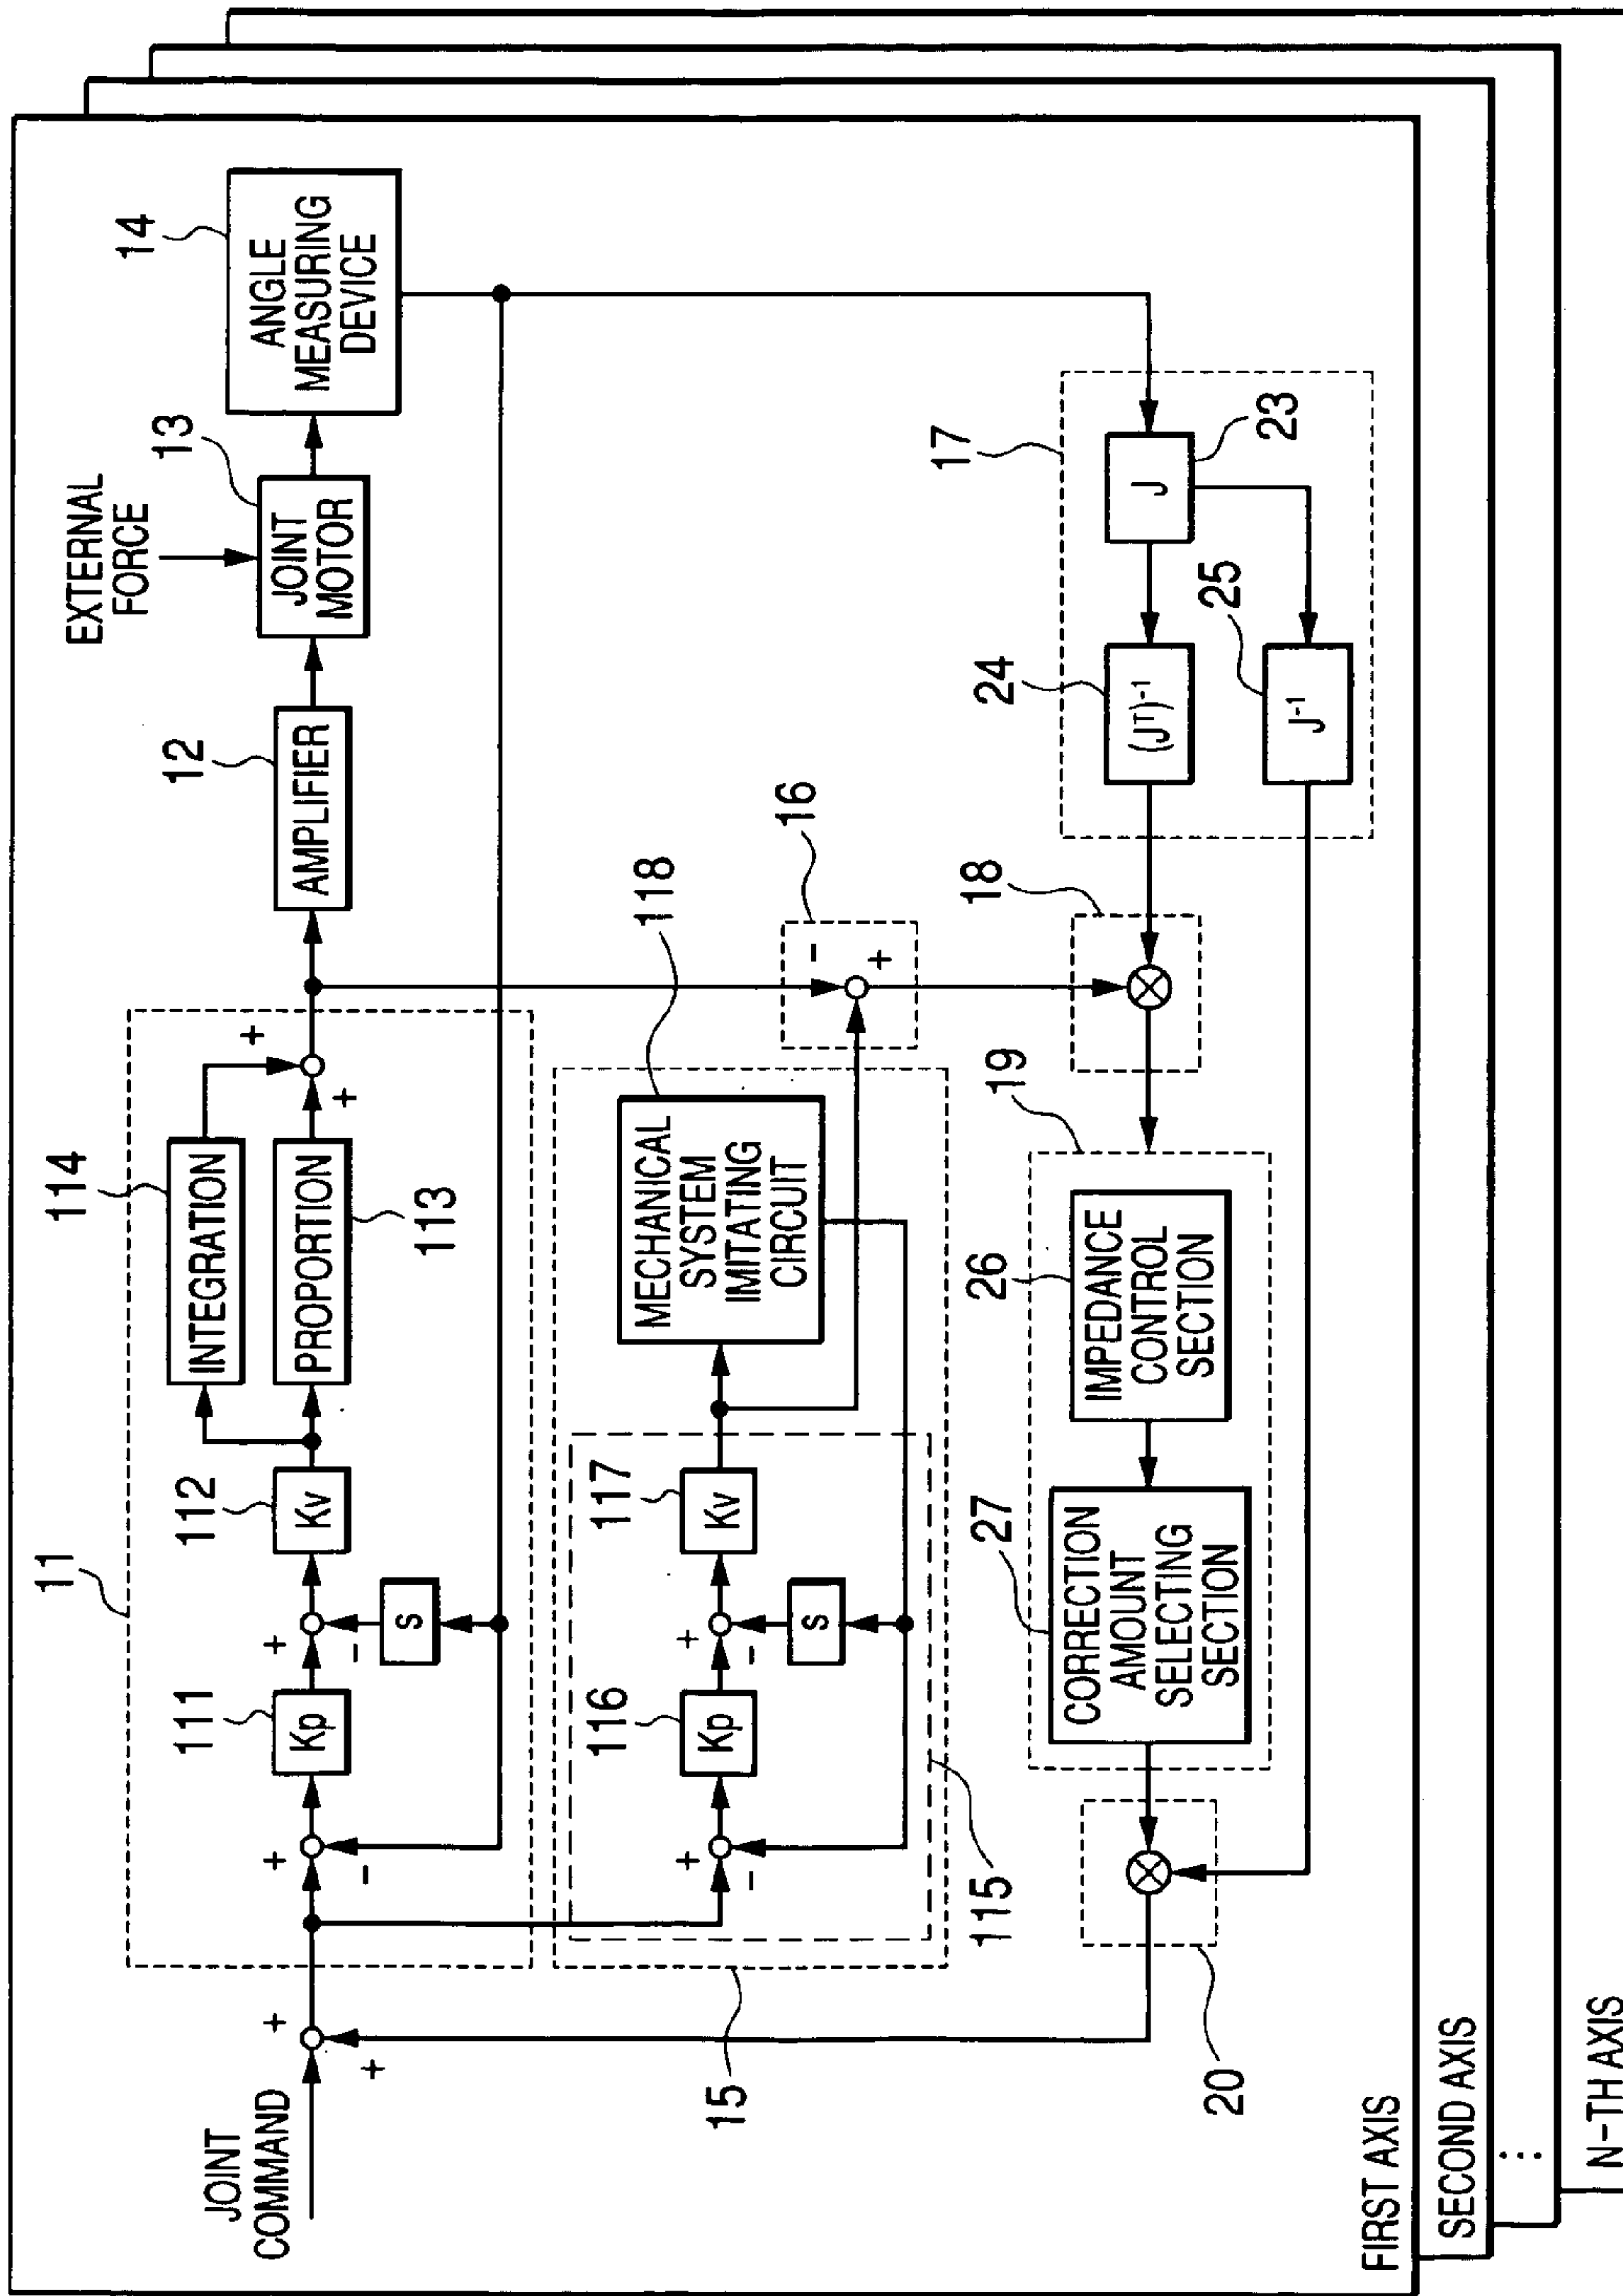 JOINT
COMMAND
+
+
11
+
-
111
Kp
+
-
s
112
Kv
114
INTEGRATION
PROPORTION
113
+
+
12
AMPLIFIER
EXTERNAL
FORCE
13
JOINT
MOTOR
14
ANGLE
MEASURING
DEVICE
15
115
+
-
116
Kp
+
-
s
117
Kv
118
MECHANICAL
SYSTEM
IMITATING
CIRCUIT
16
-
+
17
J
23
24
(Jᵀ)⁻¹
25
J⁻¹
18
19
26
IMPEDANCE
CONTROL
SECTION
27
CORRECTION
AMOUNT
SELECTING
SECTION
20
FIRST AXIS
SECOND AXIS
...
N-TH AXIS